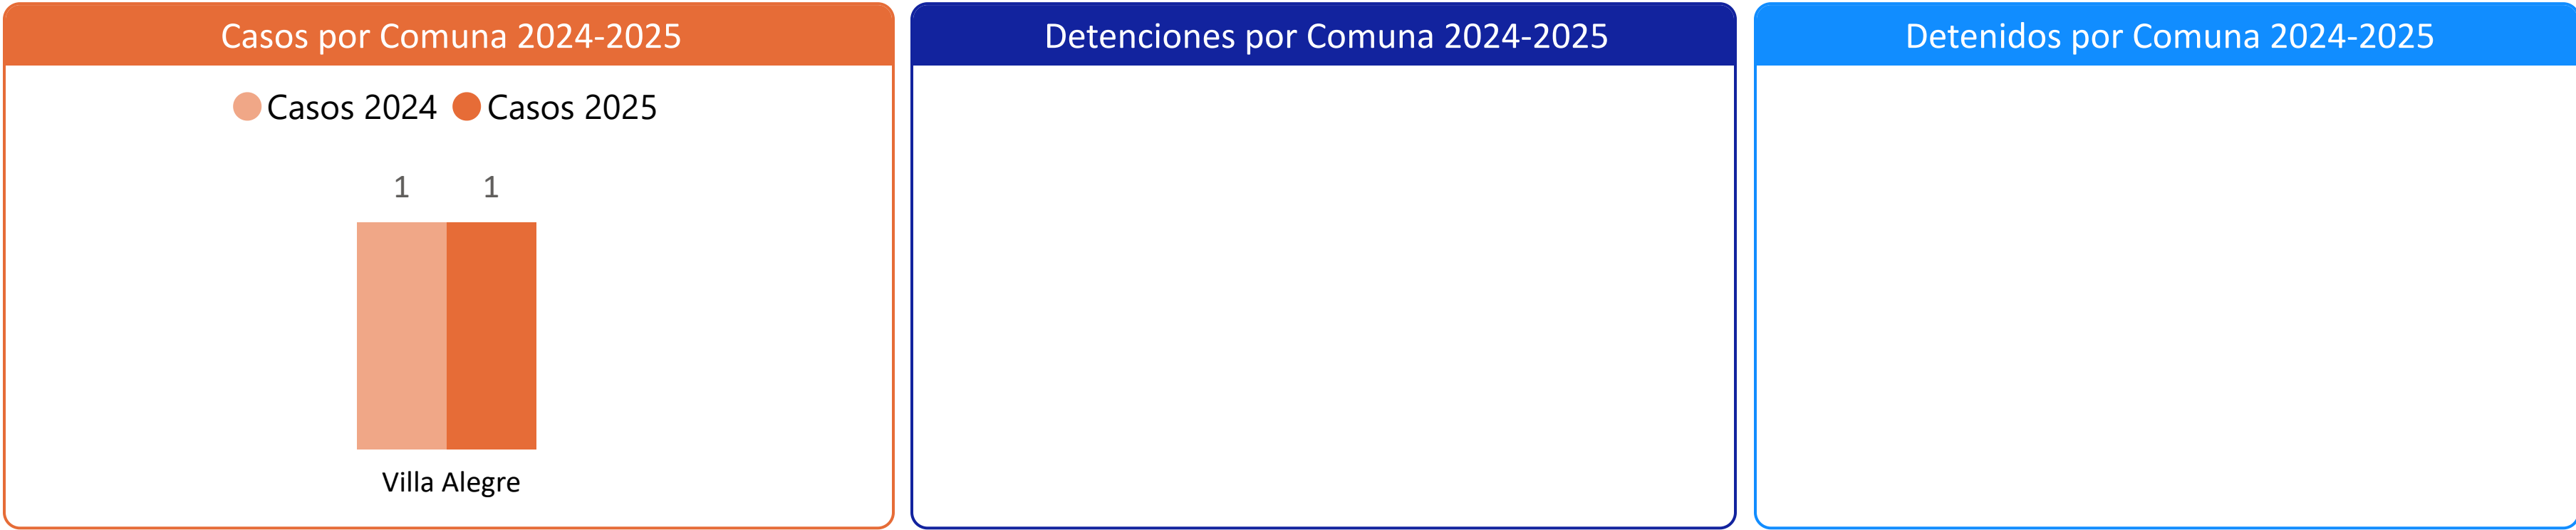 Casos por Comuna 2024-2025
Casos 2024 Casos 2025
1 1
Villa Alegre
Detenciones por Comuna 2024-2025
Detenidos por Comuna 2024-2025